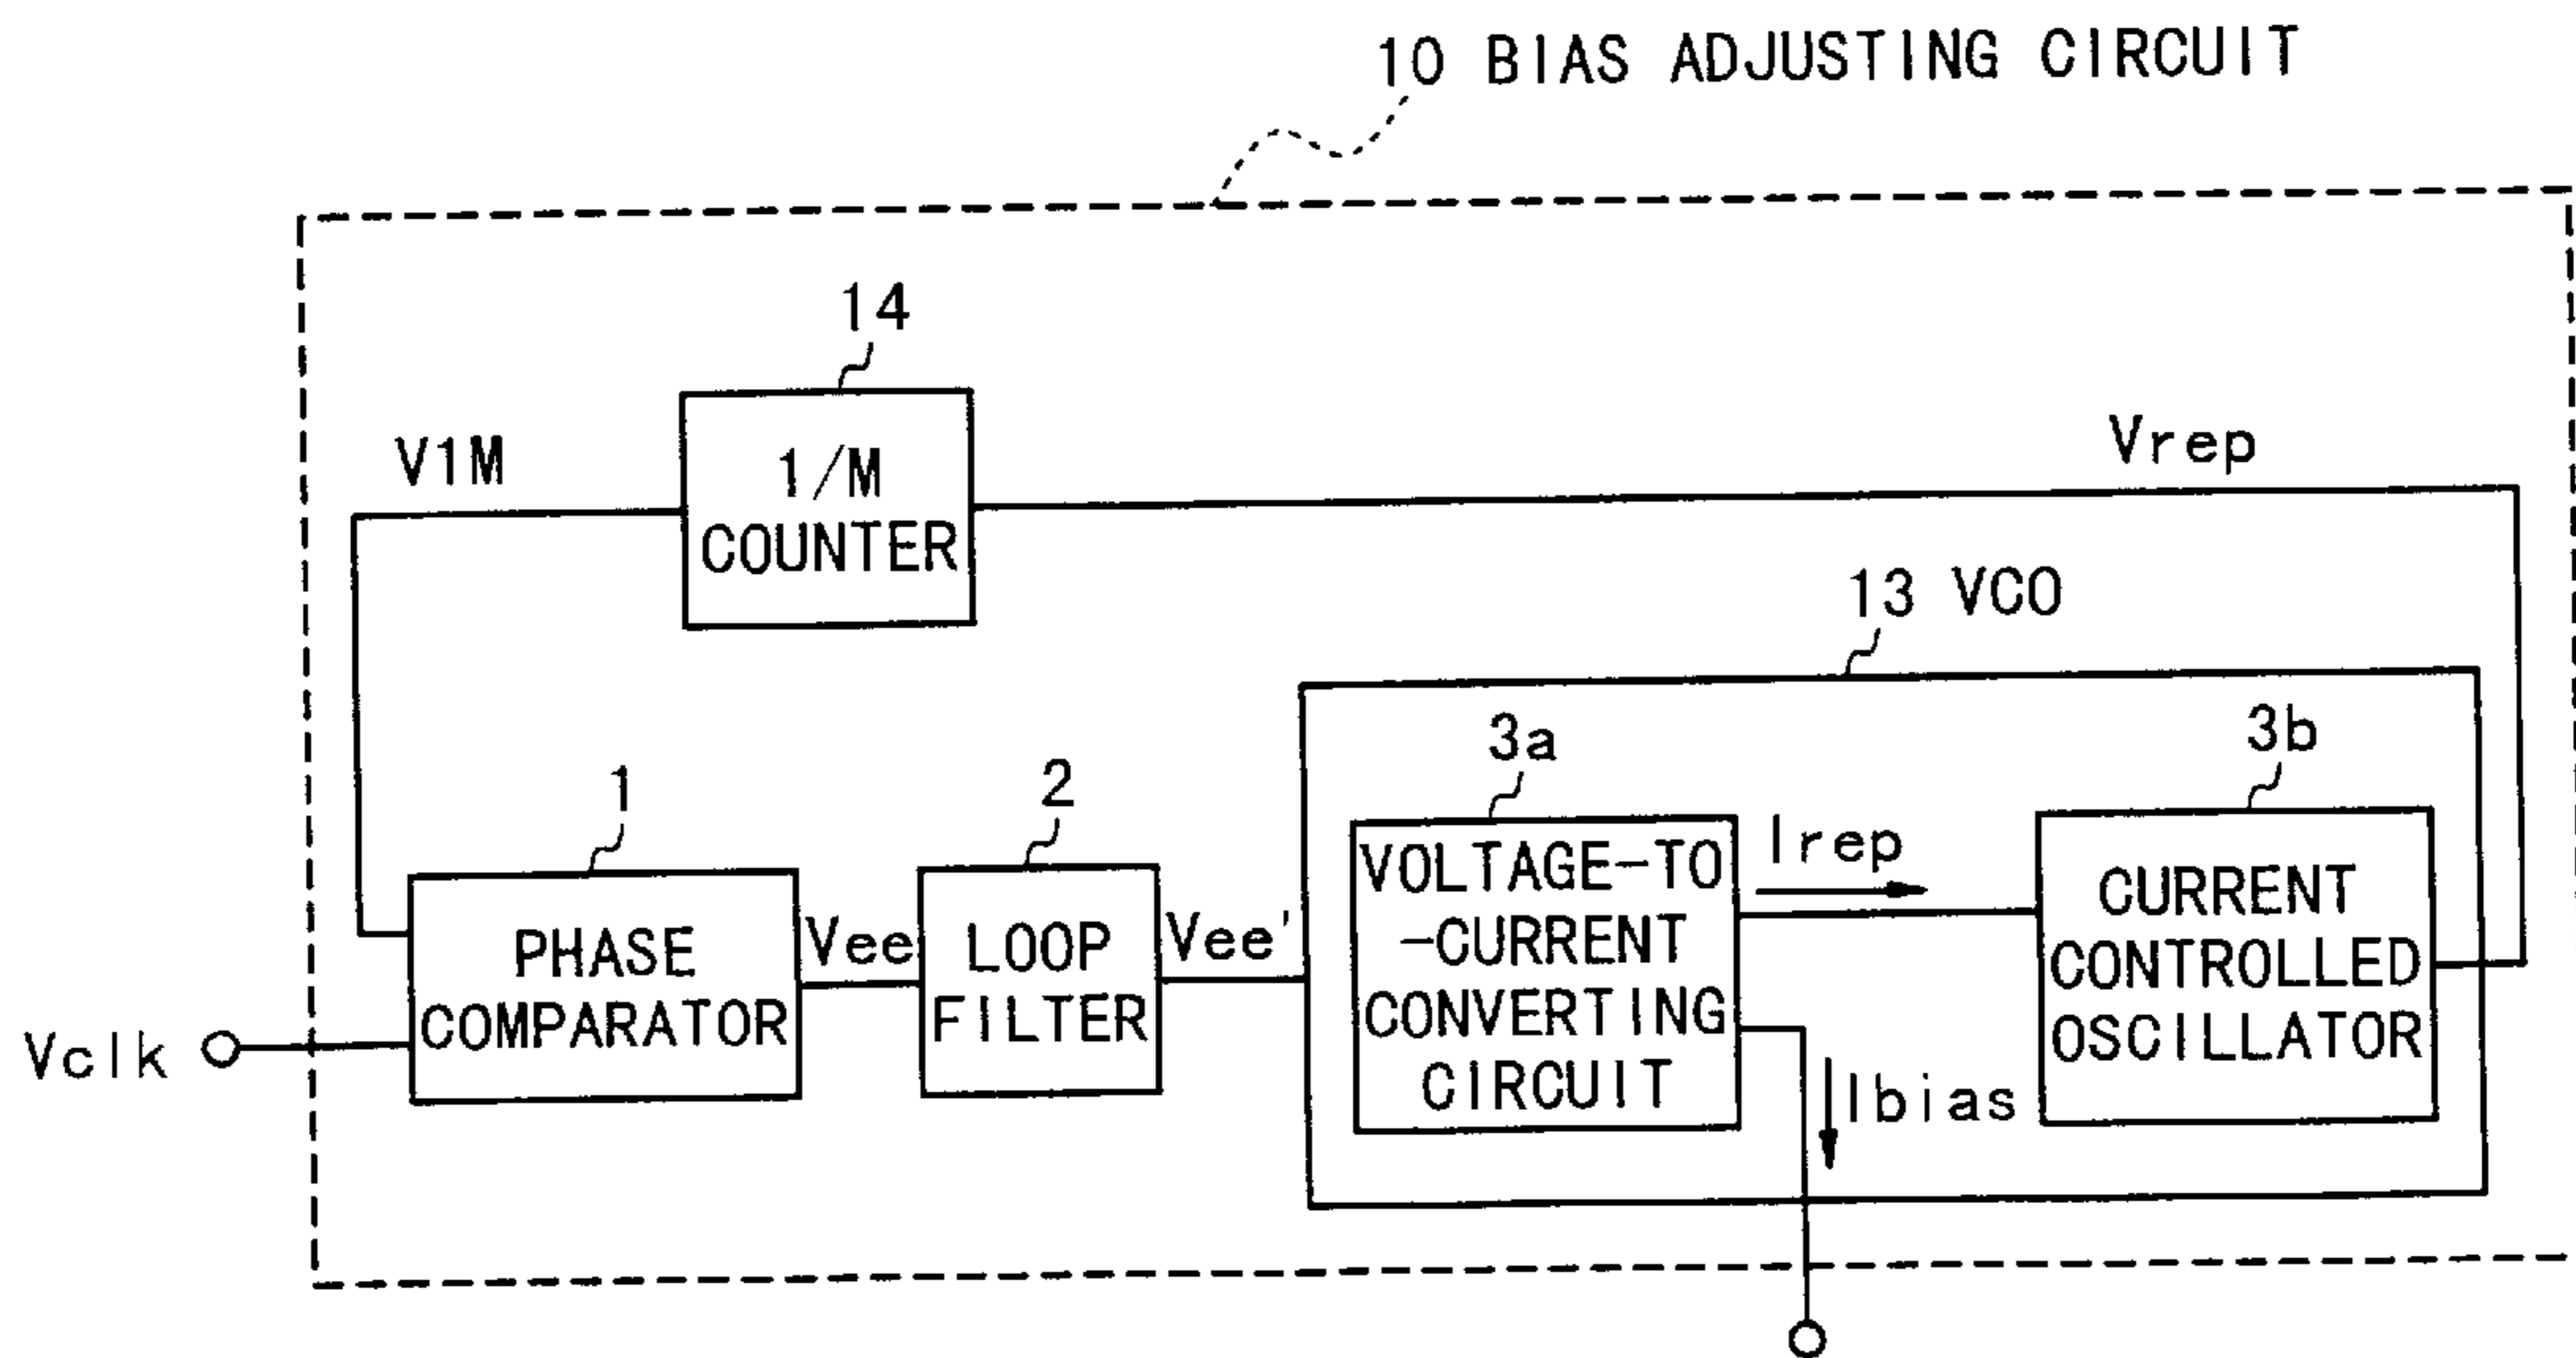 10 BIAS ADJUSTING CIRCUIT
14
V1M
1/M
COUNTER
Vrep
13 VCO
1
2
3a
3b
PHASE
COMPARATOR
Vee
LOOP
FILTER
Vee'
VOLTAGE-TO
-CURRENT
CONVERTING
CIRCUIT
Irep
CURRENT
CONTROLLED
OSCILLATOR
Vclk
Ibias